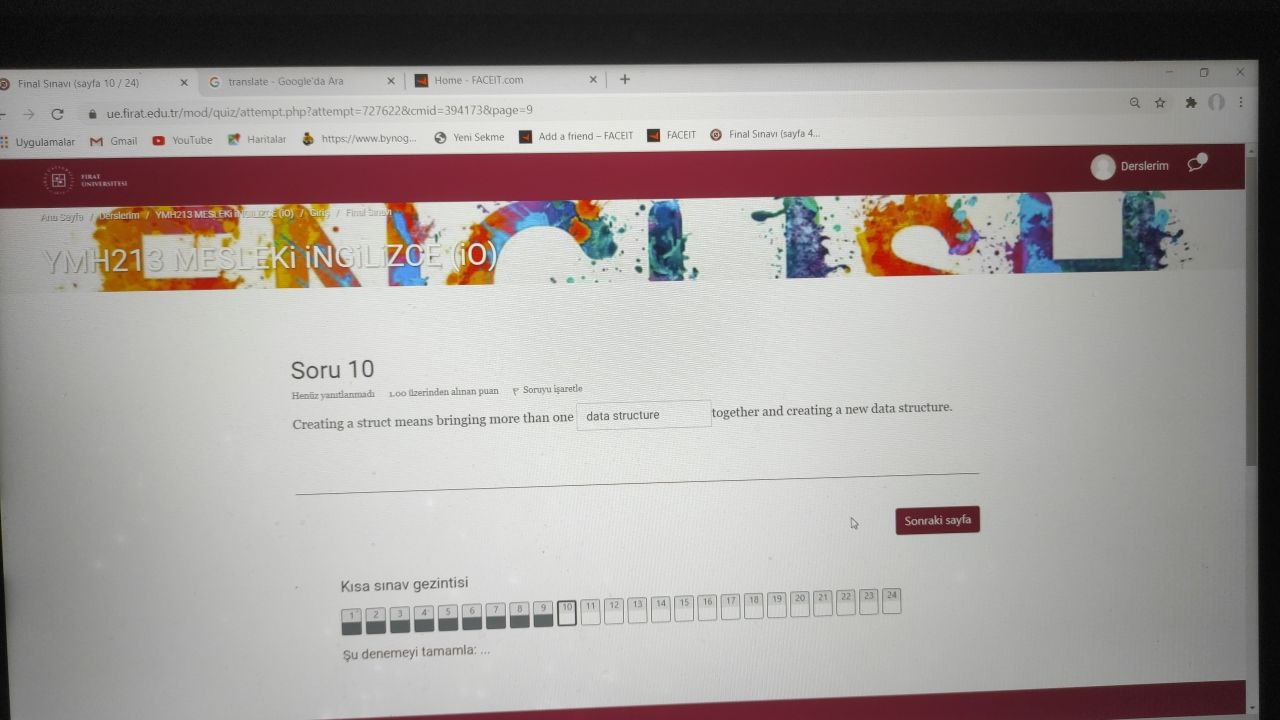 Final Sınavı (sayfa 10 / 24)
translate - Google'da Ara
Home - FACEIT.com
ue.firat.edu.tr/mod/quiz/attempt.php?attempt=727622&cmid=394173&page=9
Uygulamalar
Gmail
YouTube
Haritalar
https://www.bynog...
Yeni Sekme
Add a friend – FACEIT
FACEIT
Final Sınavı (sayfa 4...
FIRAT
ÜNİVERSİTESİ
Derslerim
Ana Sayfa / Derslerim / YMH213 MESLEKİ İNGİLİZCE (İÖ) / Giriş / Final Sınavı
YMH213 MESLEKİ İNGİLİZCE (İÖ)
Soru 10
Henüz yanıtlanmadı
1.00 üzerinden alınan puan
Soruyu işaretle
Creating a struct means bringing more than one data structure together and creating a new data structure.
Sonraki sayfa
Kısa sınav gezintisi
1 2 3 4 5 6 7 8 9 10 11 12 13 14 15 16 17 18 19 20 21 22 23 24
Şu denemeyi tamamla: ...